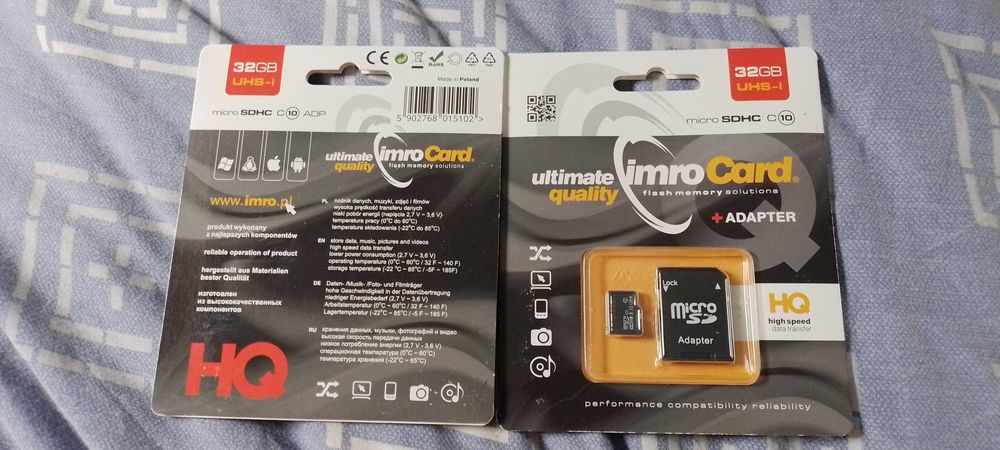 32GB
UHS-I
CE
RoHS
PET
PAP
Made in Poland
5 902768 015102 >
micro SDHC C 10 ADP
ultimate
quality
imroCard®
flash memory solutions
www.imro.pl
produkt wykonany
z najlepszych komponentów
reliable operation of product
hergestellt aus Materialien
bester Qualität
изготовлен
из высококачественных
компонентов
HQ
PL nośnik danych, muzyki, zdjęć i filmów
wysoka prędkość transferu danych
niski pobór energii (napięcie 2,7 V - 3,6 V)
temperatura pracy (0°C do 60°C)
temperatura składowania (-22°C do 85°C)
EN store data, music, pictures and videos
high speed data transfer
lower power consumption (2.7 V - 3.6 V)
operating temperature (0°C - 60°C / 32 F - 140 F)
storage temperature (-22°C - 85°C / -5F - 185F)
DE Daten- /Musik- /Foto- und Filmträger
hohe Geschwindigkeit in der Datenübertragung
niedriger Energiebedarf (2,7 V - 3,6 V)
Arbeitstemperatur (0°C - 60°C / 32 F - 140 F)
Lagertemperatur (-22°C - 85°C / -5 F - 185 F)
RU хранения данных, музыки, фотографий и видео
высокая скорость передачи данных
низкое потребление энергии (2,7 V - 3,6 V)
операционная температура (0°C - 60°C)
температура хранения (-22°C - 85°C)
32GB
UHS-I
micro SDHC C 10
ultimate
quality
imroCard®
flash memory solutions
+ ADAPTER
Lock
micro
SD
Adapter
HQ
high speed
data transfer
performance compatibility reliability